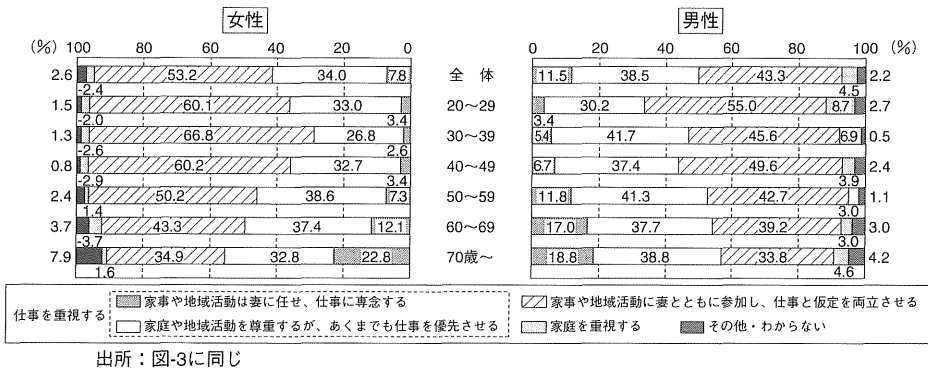 女性 男性
(%) 100 80 60 40 20 0 0 20 40 60 80 100 (%)
2.6 53.2 34.0 7.8 全 体 11.5 38.5 43.3 2.2
2.4 4.5
1.5 60.1 33.0 20～29 30.2 55.0 8.7 2.7
2.0 3.4 3.4
1.3 66.8 26.8 30～39 5.4 41.7 45.6 6.9 0.5
2.6 2.6
0.8 60.2 32.7 40～49 6.7 37.4 49.6 2.4
2.9 3.4 3.9
2.4 50.2 38.6 7.3 50～59 11.8 41.3 42.7 1.1
1.4 3.0
3.7 43.3 37.4 12.1 60～69 17.0 37.7 39.2 3.0
3.7 3.0
7.9 34.9 32.8 22.8 70歳～ 18.8 38.8 33.8 4.2
1.6 4.6
仕事を重視する
家事や地域活動は妻に任せ、仕事に専念する
家庭や地域活動を尊重するが、あくまでも仕事を優先させる
家事や地域活動に妻とともに参加し、仕事と仮定を両立させる
家庭を重視する その他・わからない
出所：図-3に同じ